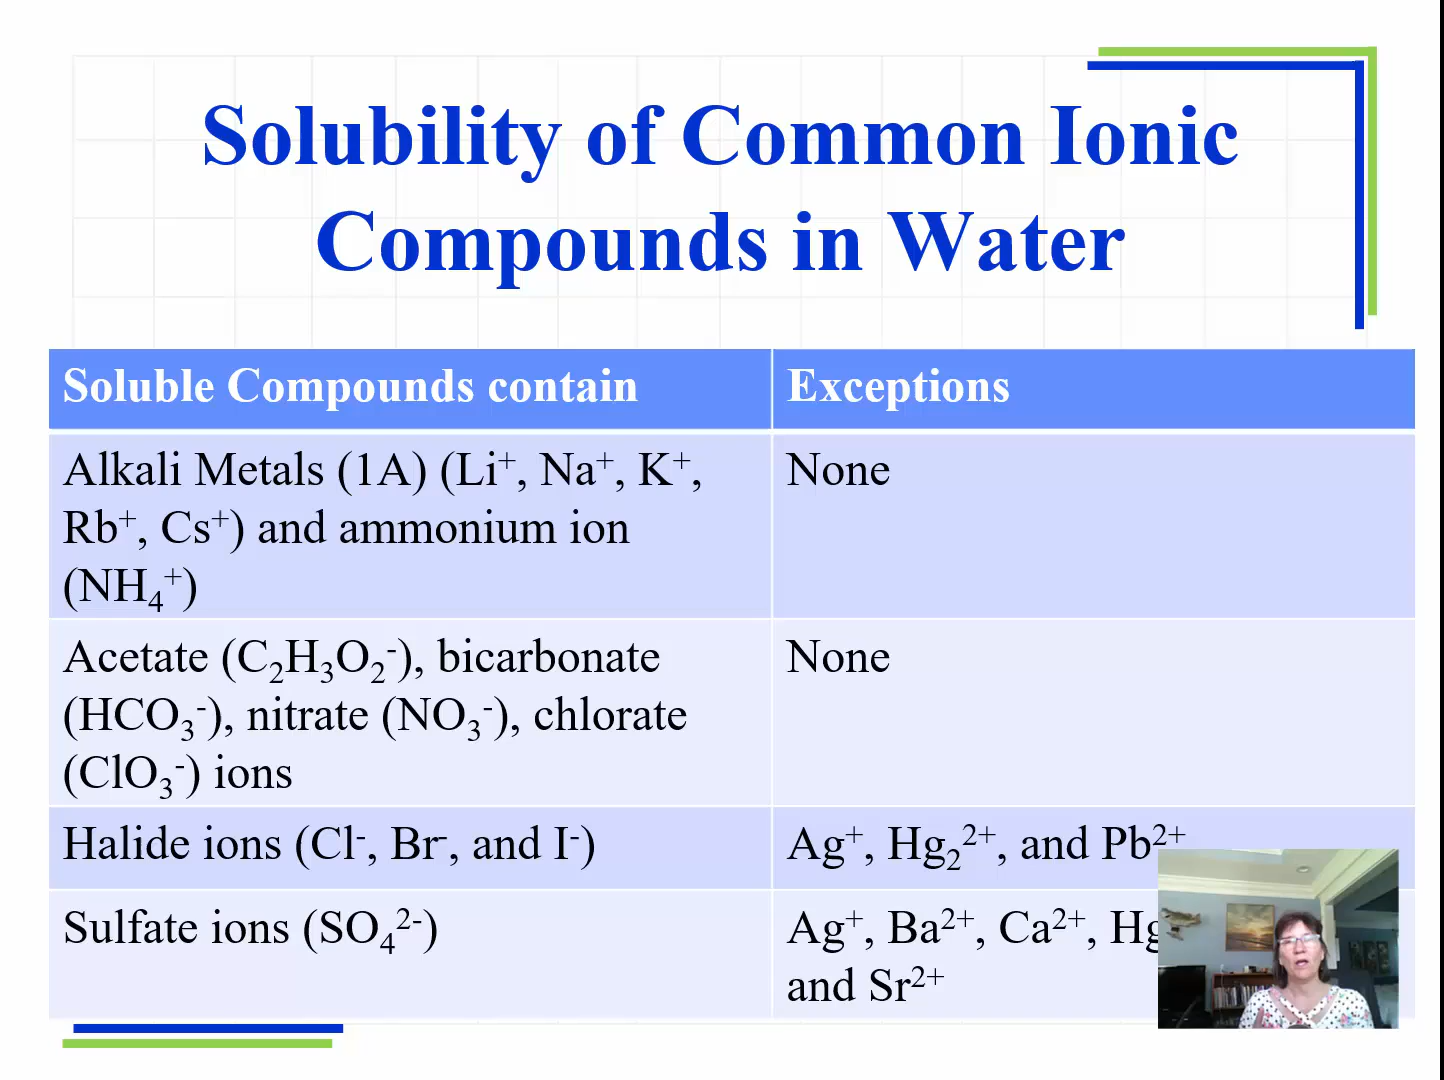 Solubility of Common Ionic
Compounds in Water
Soluble Compounds contain
Exceptions
Alkali Metals (1A) (Li⁺, Na⁺, K⁺,
Rb⁺, Cs⁺) and ammonium ion
(NH₄⁺)
None
Acetate (C₂H₃O₂⁻), bicarbonate
(HCO₃⁻), nitrate (NO₃⁻), chlorate
(ClO₃⁻) ions
None
Halide ions (Cl⁻, Br⁻, and I⁻)
Ag⁺, Hg₂²⁺, and Pb²⁺
Sulfate ions (SO₄²⁻)
Ag⁺, Ba²⁺, Ca²⁺,
and Sr²⁺